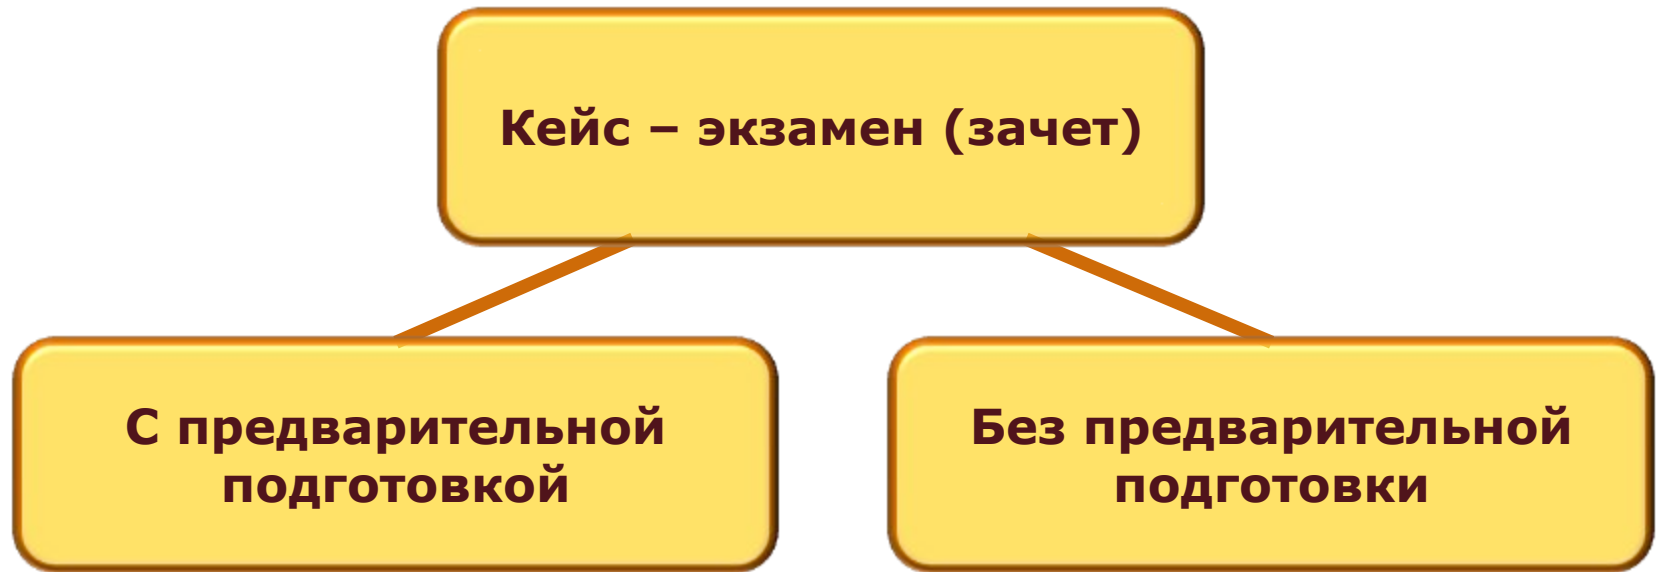 Кейс – экзамен (зачет)
С предварительной
подготовкой
Без предварительной
подготовки